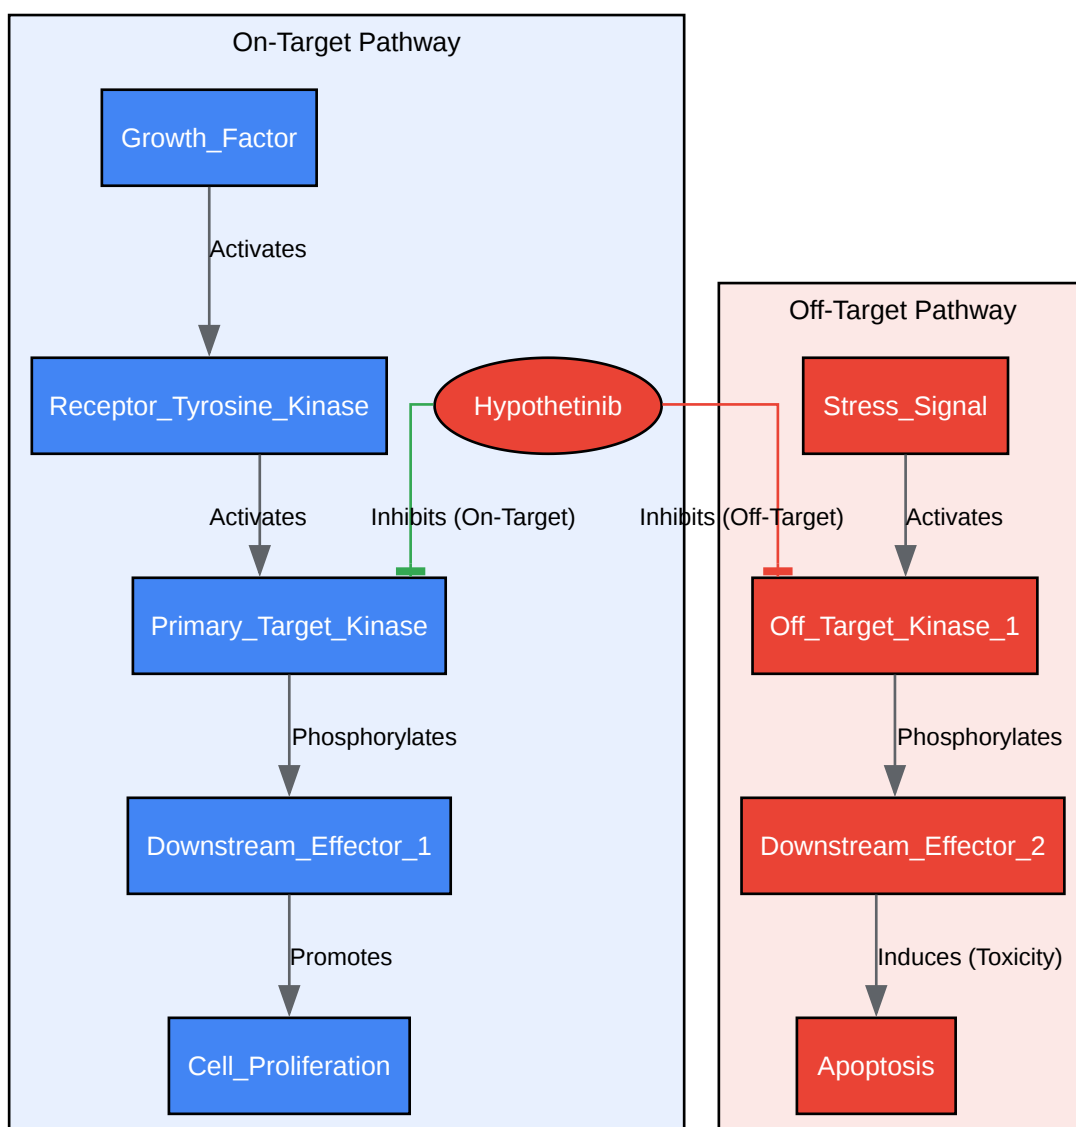 On-Target Pathway
Growth_Factor
Activates
Off-Target Pathway
Receptor_Tyrosine_Kinase
Hypothetinib
Stress_Signal
Activates
Inhibits (On-Target)
Inhibits (Off-Target)
Activates
Primary_Target_Kinase
Off_Target_Kinase_1
Phosphorylates
Phosphorylates
Downstream_Effector_1
Downstream_Effector_2
Promotes
Induces (Toxicity)
Cell_Proliferation
Apoptosis